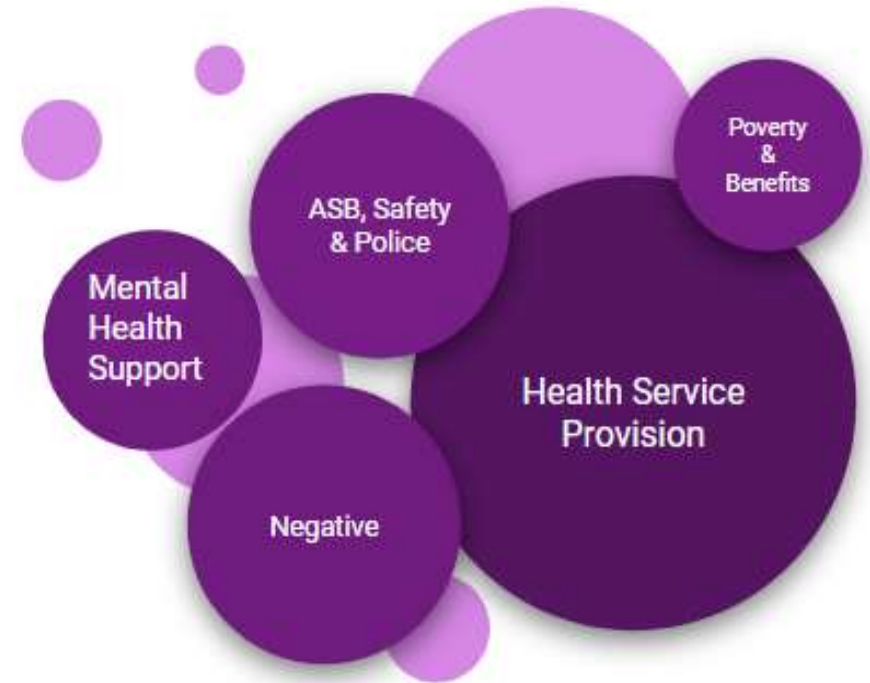 Poverty
&
Benefits
ASB, Safety
& Police
Mental
Health
Support
Health Service
Provision
Negative